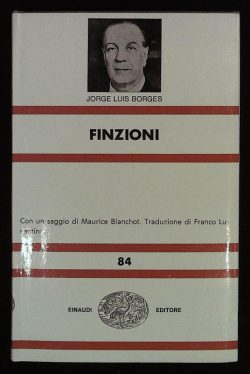 JORGE LUIS BORGES
FINZIONI
Con un saggio di Maurice Blanchot. Traduzione di Franco Lu
centini
84
EINAUDI
EDITORE